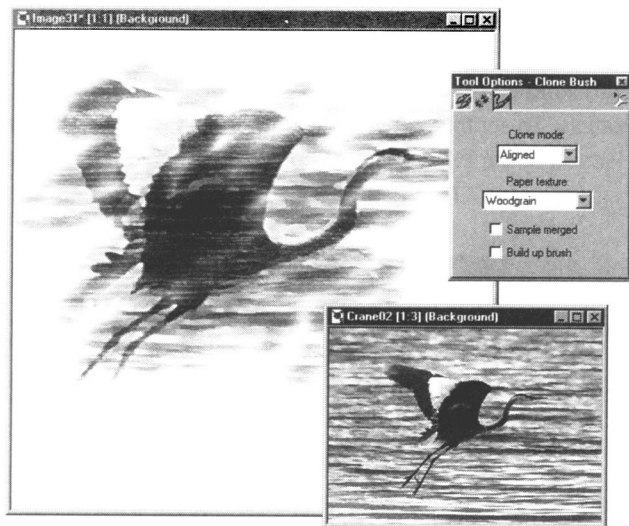 Image31* [1:1] (Background)
Tool Options - Clone Bush
Clone mode:
Aligned
Paper texture
Woodgrain
Sample merged
Build up brush
Crane02 [1:3] (Background)